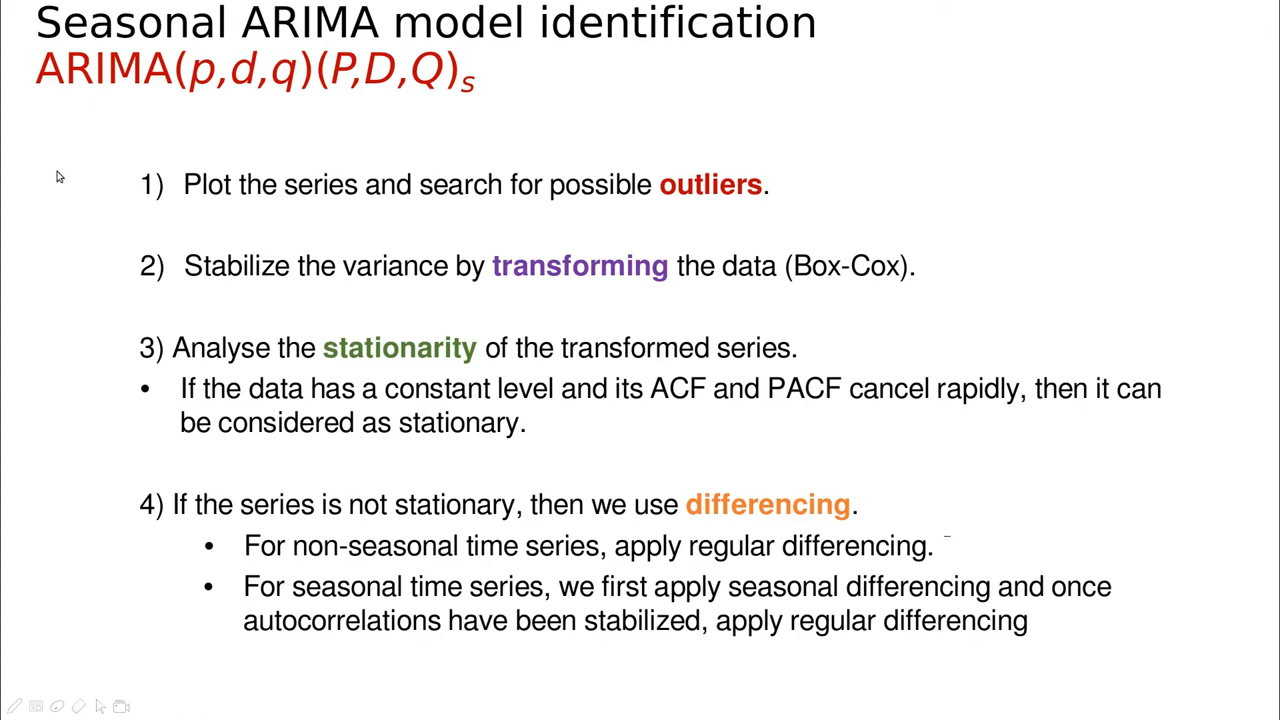 Seasonal ARIMA model identification
ARIMA(p,d,q)(P,D,Q)s
1) Plot the series and search for possible outliers.
2) Stabilize the variance by transforming the data (Box-Cox).
3) Analyse the stationarity of the transformed series.
• If the data has a constant level and its ACF and PACF cancel rapidly, then it can
be considered as stationary.
4) If the series is not stationary, then we use differencing.
• For non-seasonal time series, apply regular differencing.
• For seasonal time series, we first apply seasonal differencing and once
autocorrelations have been stabilized, apply regular differencing